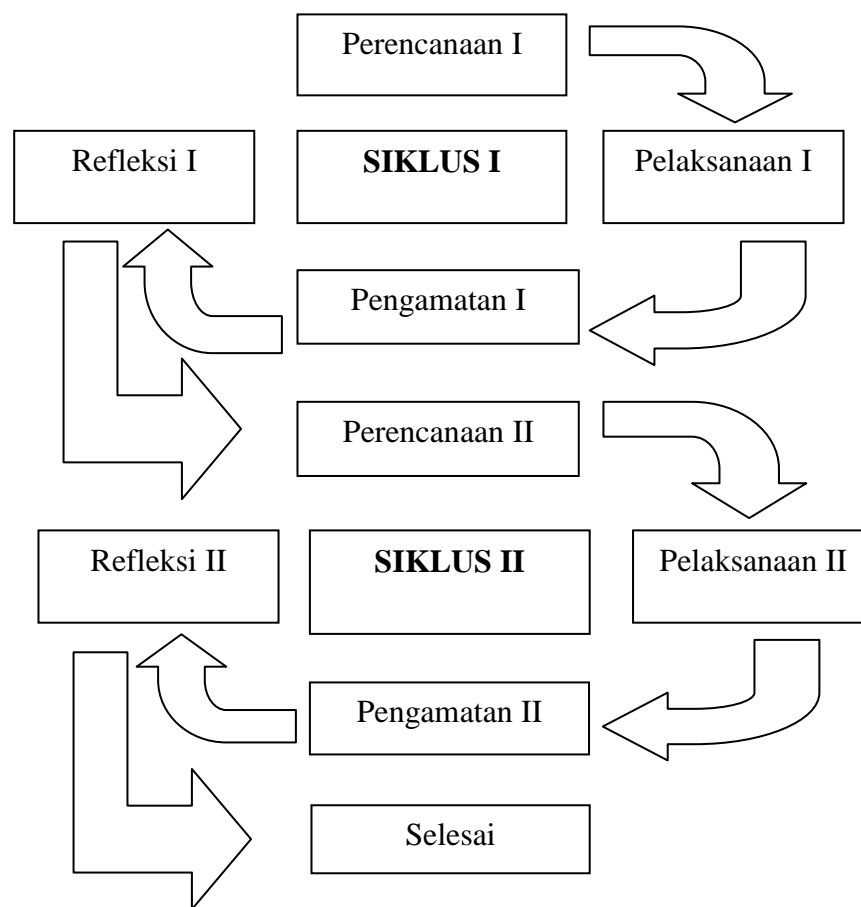 Perencanaan I
Refleksi I
SIKLUS I
Pelaksanaan I
Pengamatan I
Perencanaan II
Refleksi II
SIKLUS II
Pelaksanaan II
Pengamatan II
Selesai